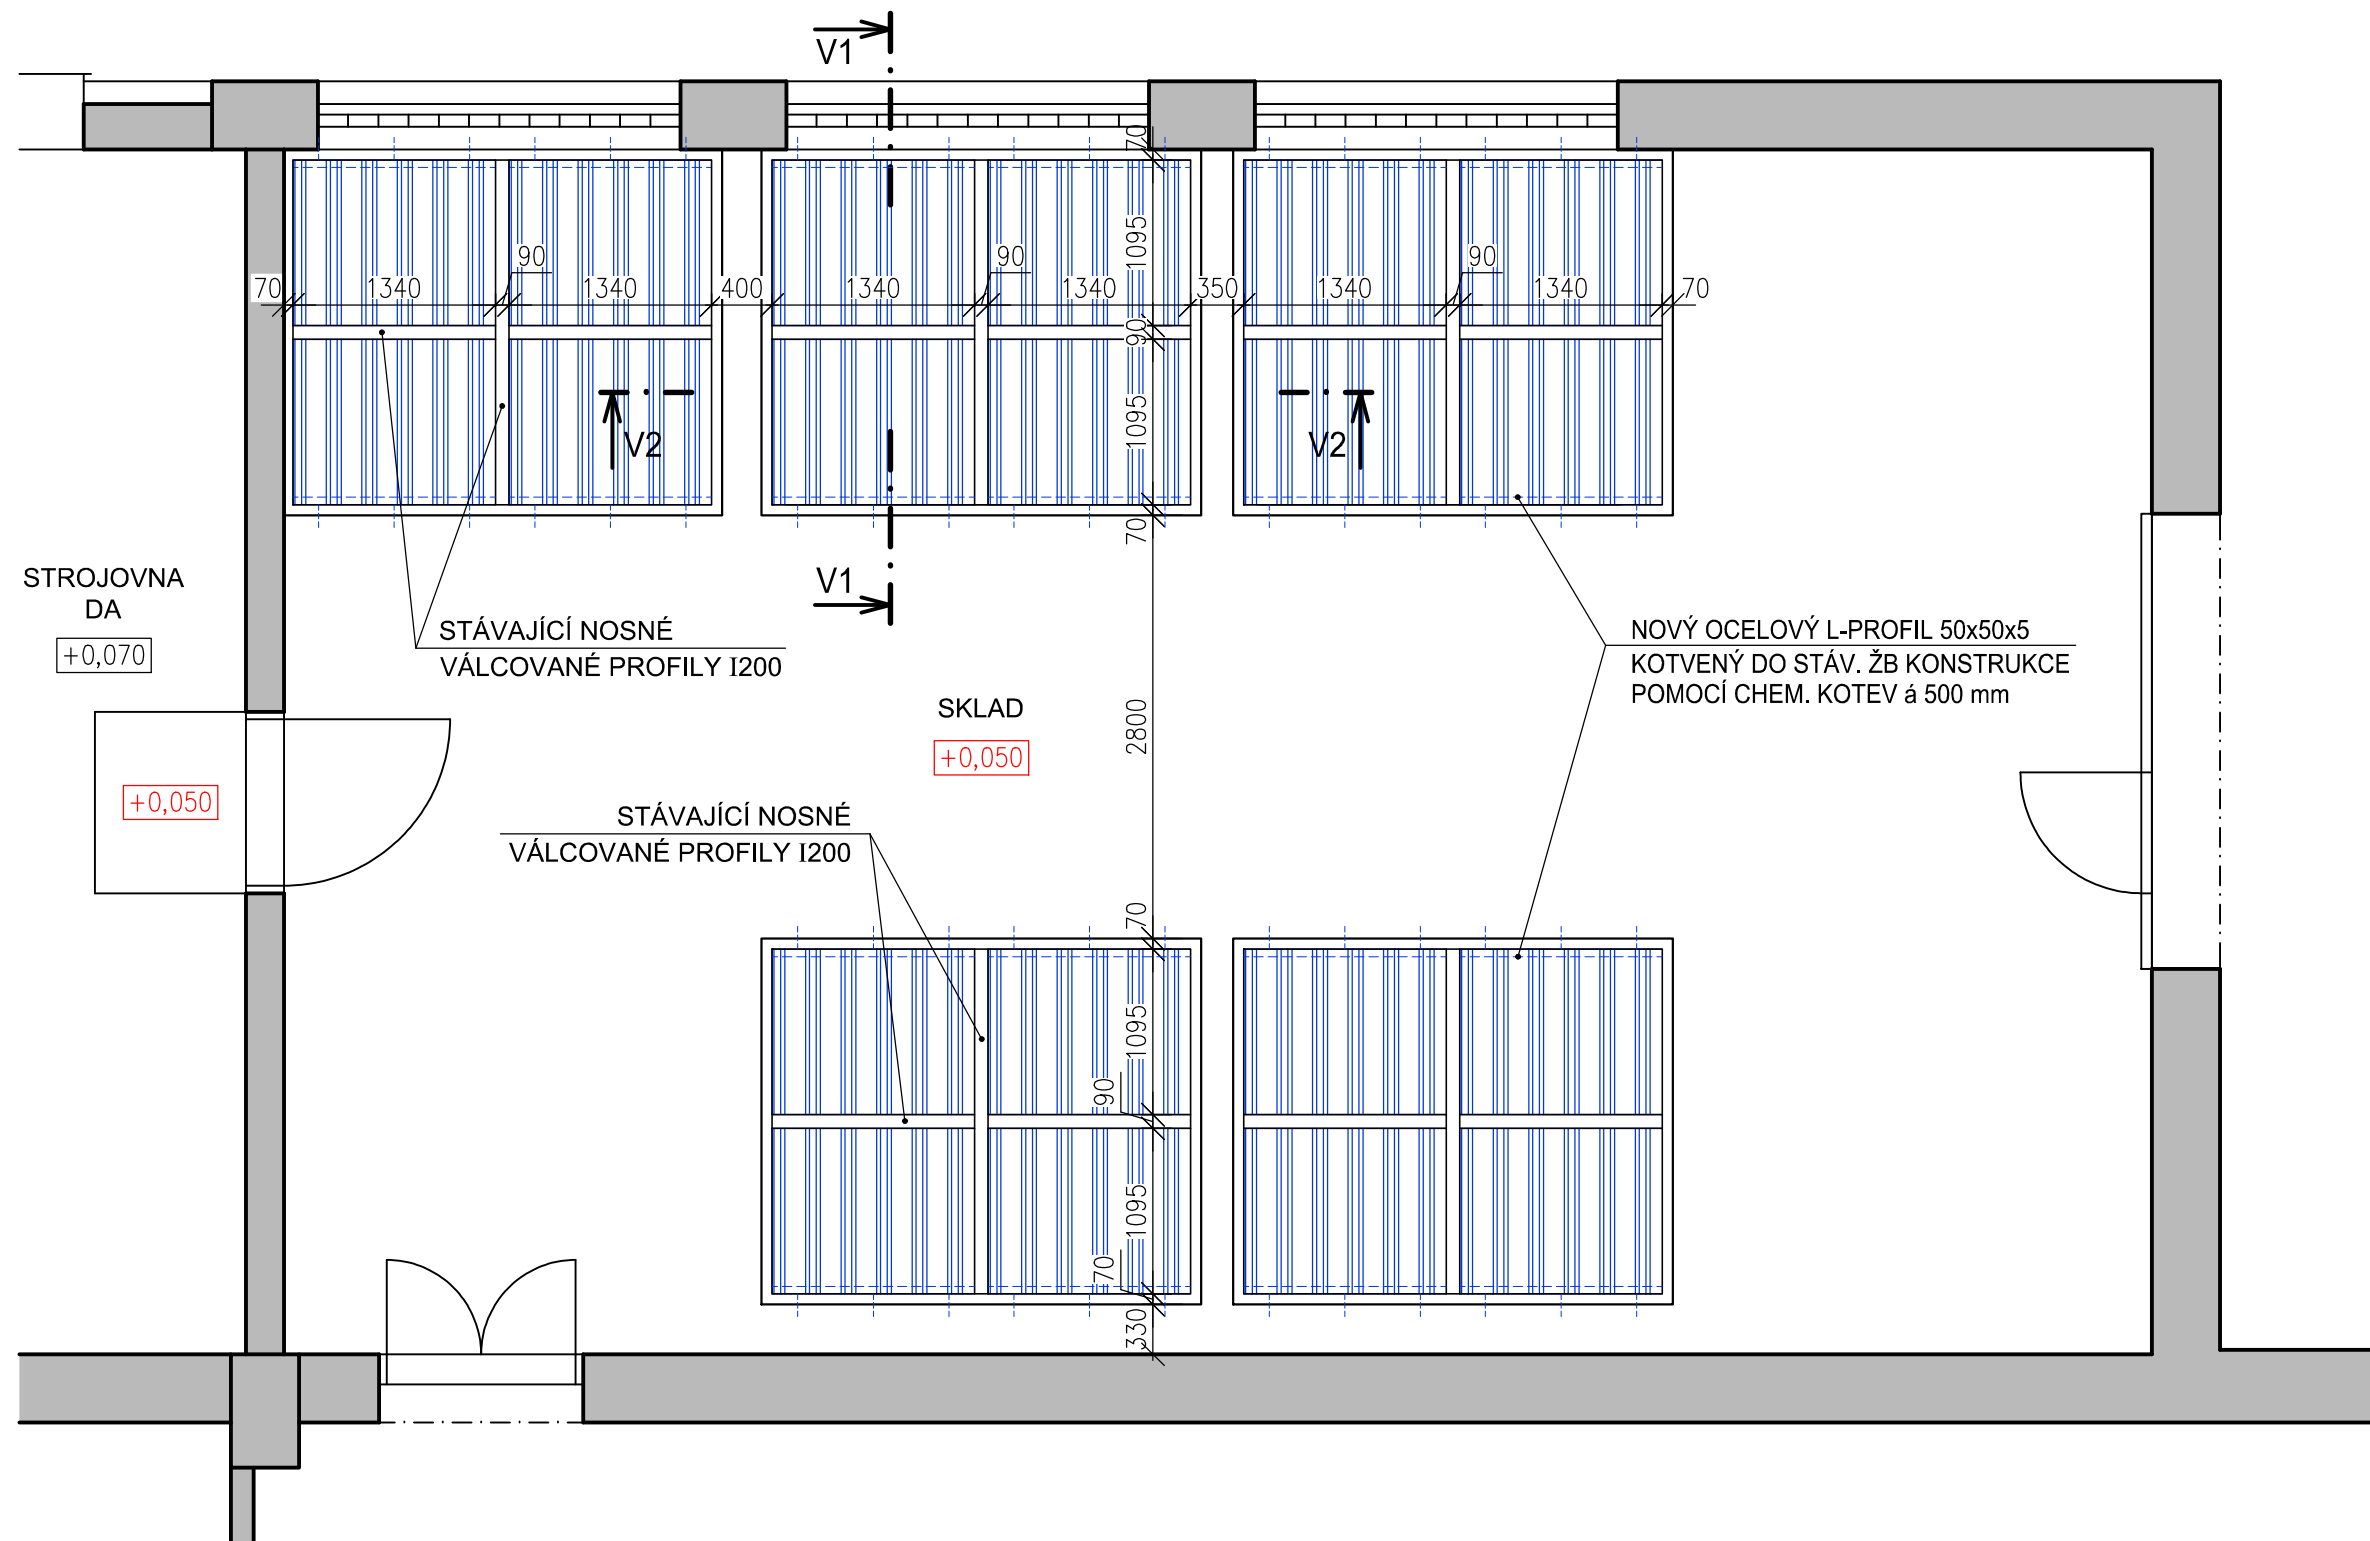 V1
70
90
90
90
1095
70
1340
1340
400
1340
1340
350
1340
1340
70
90
1095
V2
V2
70
V1
STROJOVNA
DA
+0,070
STÁVAJÍCÍ NOSNÉ
VÁLCOVANÉ PROFILY I200
NOVÝ OCELOVÝ L-PROFIL 50x50x5
KOTVENÝ DO STÁV. ŽB KONSTRUKCE
POMOCÍ CHEM. KOTEV á 500 mm
SKLAD
+0,050
2800
+0,050
STÁVAJÍCÍ NOSNÉ
VÁLCOVANÉ PROFILY I200
70
1095
90
1095
70
330